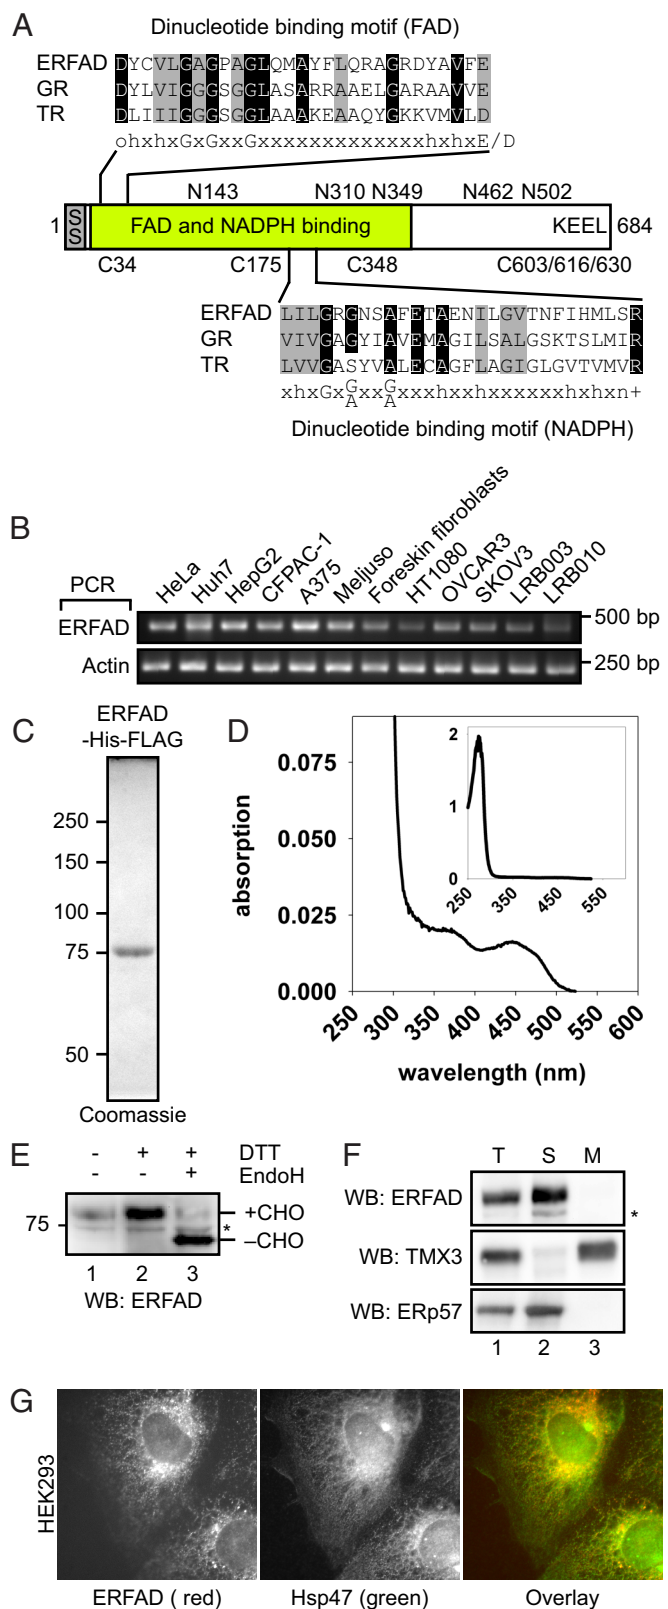 A
Dinucleotide binding motif (FAD)
ERFAD DYCVLGAGPAGLQMAYFLQRAGRDYAVFE
GR DYLVIGGGSGGLASARRAAELGARAAVVE
TR DLIIIGGGSGGLAAAKEAAQYGKKVMVLD
ohxhxGxGxxGxxxxxxxxxxxxxhxhxE/D
N143 N310 N349 N462 N502
1 SS FAD and NADPH binding KEEL 684
C34 C175 C348 C603/616/630
ERFAD LILGRGNSAFETAENILGVTNFIHMLSR
GR VIVGAGYIAVEMAGILSALGSKTSLMIR
TR LVVGASYVALECAGFLAGIGLGVTVMVR
xhxGxGxxGxxxhxxhxxxxxxhxhxn+
A A
Dinucleotide binding motif (NADPH)
B
HeLa Huh7 HepG2 CFPAC-1 A375 Meljuso Foreskin fibroblasts HT1080 OVCAR3 SKOV3 LRB003 LRB010
PCR
ERFAD 500 bp
Actin 250 bp
C
ERFAD
-His-FLAG
250
150
100
75
50
Coomassie
D
absorption
0.075
0.050
0.025
0.000
250 300 350 400 450 500 550 600
wavelength (nm)
2
1
0
250 350 450 550
E
- + + DTT
- - + EndoH
75
+CHO
*
–CHO
1 2 3
WB: ERFAD
F
T S M
WB: ERFAD
*
WB: TMX3
WB: ERp57
1 2 3
G
HEK293
ERFAD ( red) Hsp47 (green) Overlay